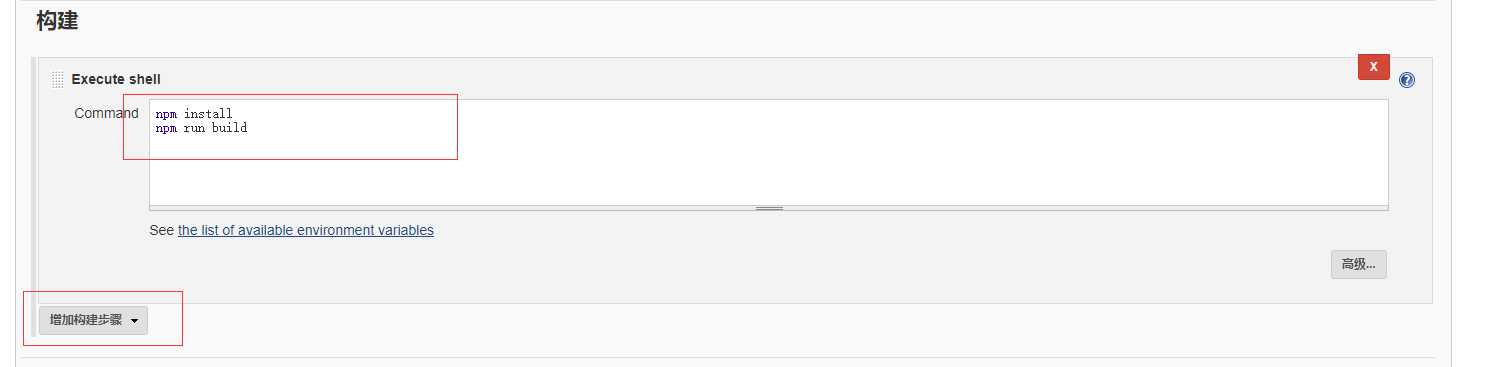 构建
Execute shell
X
Command
npm install
npm run build
See the list of available environment variables
高级...
增加构建步骤